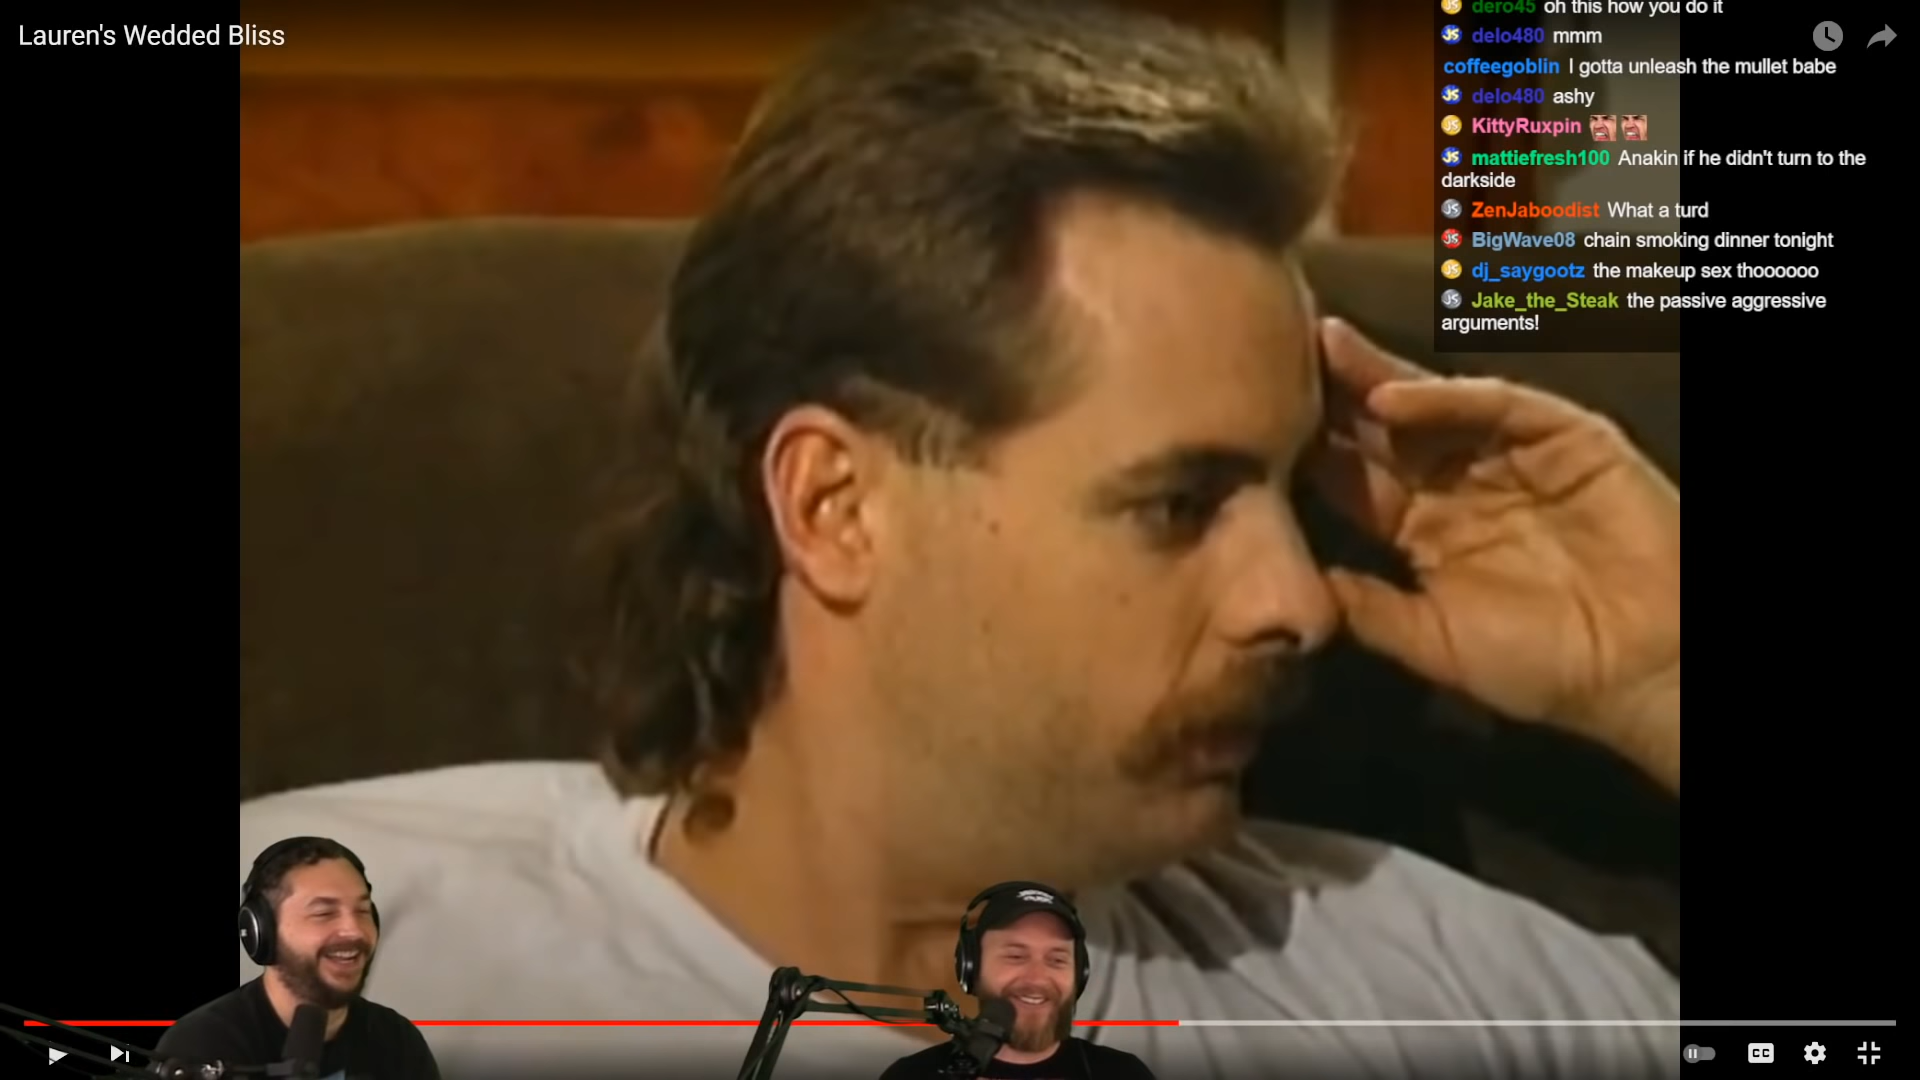 Lauren's Wedded Bliss
dero45 oh this how you do it
delo480 mmm
coffeegoblin I gotta unleash the mullet babe
delo480 ashy
KittyRuxpin
mattiefresh100 Anakin if he didn't turn to the
darkside
ZenJaboodist What a turd
BigWave08 chain smoking dinner tonight
dj_saygootz the makeup sex thoooooo
Jake_the_Steak the passive aggressive
arguments!
CC